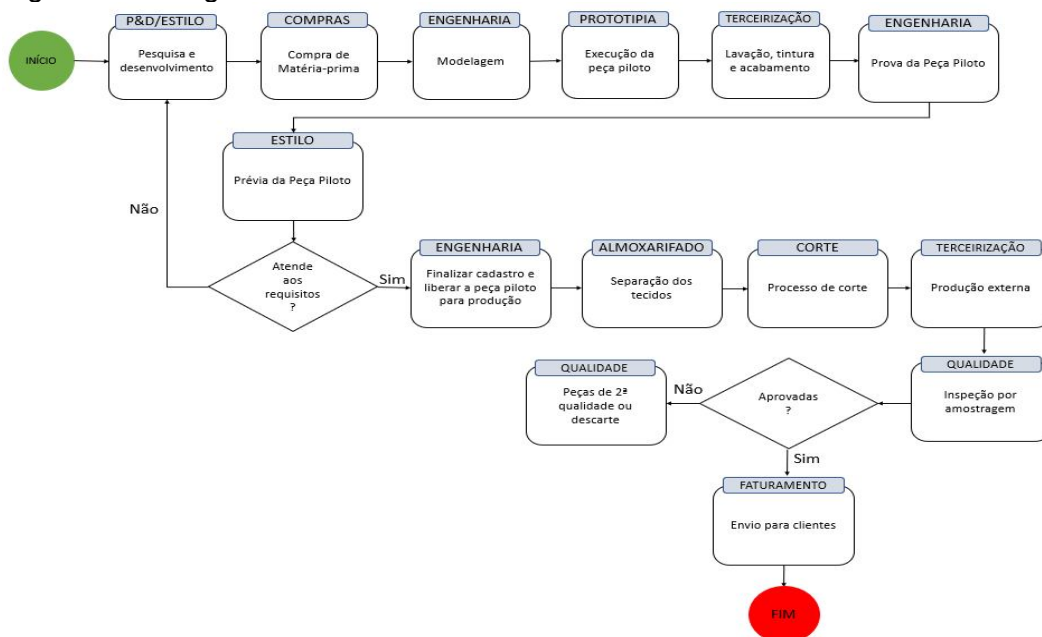 INÍCIO
P&D/ESTILO
Pesquisa e
desenvolvimento
COMPRAS
Compra de
Matéria-prima
ENGENHARIA
Modelagem
PROTOTIPIA
Execução da
peça piloto
TERCEIRIZAÇÃO
Lavação, tintura
e acabamento
ENGENHARIA
Prova da Peça Piloto
ESTILO
Prévia da Peça Piloto
Não
Atende
aos
requisitos
?
Sim
ENGENHARIA
Finalizar cadastro e
liberar a peça piloto
para produção
ALMOXARIFADO
Separação dos
tecidos
CORTE
Processo de corte
TERCEIRIZAÇÃO
Produção externa
QUALIDADE
Inspeção por
amostragem
Aprovadas
?
Não
QUALIDADE
Peças de 2ª
qualidade ou
descarte
Sim
FATURAMENTO
Envio para clientes
FIM